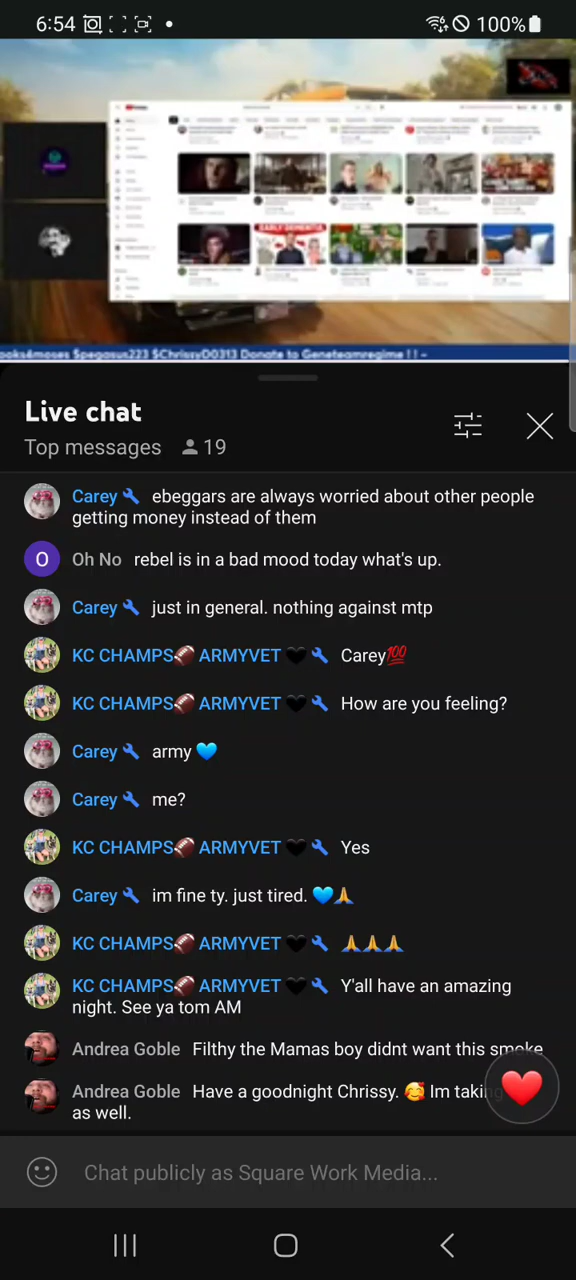 6:54
100%
EARLY DEMENTIA
$pegasus223 $ChrissyD0313 Donate to Geneteamregime ! ! ~
Live chat
Top messages 19
Carey ebeggars are always worried about other people
getting money instead of them
O Oh No rebel is in a bad mood today what's up.
Carey just in general. nothing against mtp
KC CHAMPS🏈 ARMYVET🖤 Carey💯
KC CHAMPS🏈 ARMYVET🖤 How are you feeling?
Carey army 💙
Carey me?
KC CHAMPS🏈 ARMYVET🖤 Yes
Carey im fine ty. just tired. 💙🙏
KC CHAMPS🏈 ARMYVET🖤 🙏🙏🙏
KC CHAMPS🏈 ARMYVET🖤 Y'all have an amazing
night. See ya tom AM
Andrea Goble Filthy the Mamas boy didnt want this smoke
Andrea Goble Have a goodnight Chrissy. 🥰 Im takin
as well.
Chat publicly as Square Work Media...